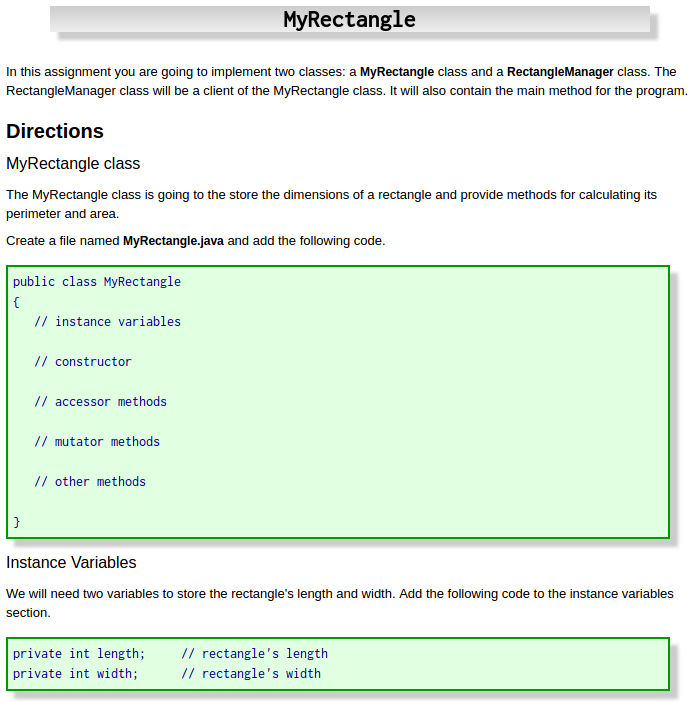 MyRectangle
In this assignment you are going to implement two classes: a MyRectangle class and a RectangleManager class. The
RectangleManager class will be a client of the MyRectangle class. It will also contain the main method for the program.
Directions
MyRectangle class
The MyRectangle class is going to the store the dimensions of a rectangle and provide methods for calculating its
perimeter and area.
Create a file named MyRectangle.java and add the following code.
public class MyRectangle
{
// instance variables
// constructor
// accessor methods
// mutator methods
// other methods
}
Instance Variables
We will need two variables to store the rectangle's length and width. Add the following code to the instance variables
section.
private int length;     // rectangle's length
private int width;      // rectangle's width